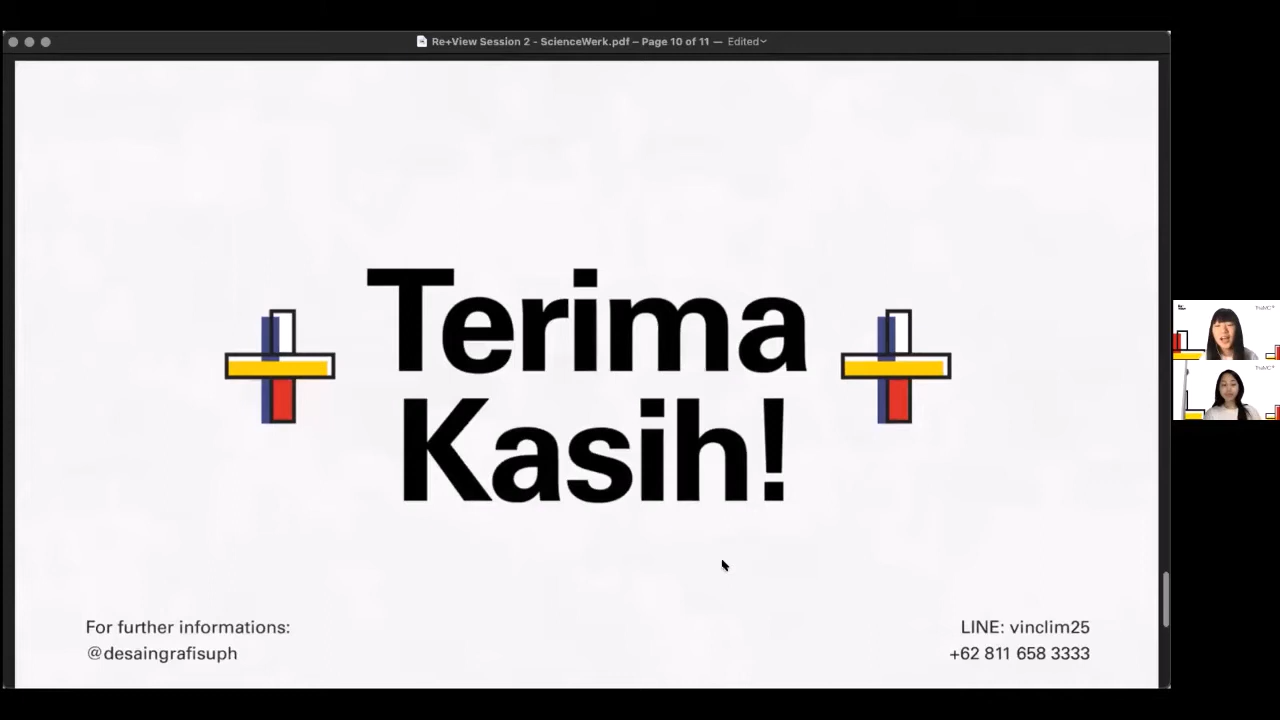 Re+View Session 2 - ScienceWerk.pdf – Page 10 of 11 — Edited
Terima
Kasih!
For further informations:
@desaingrafisuph
LINE: vinclim25
+62 811 658 3333